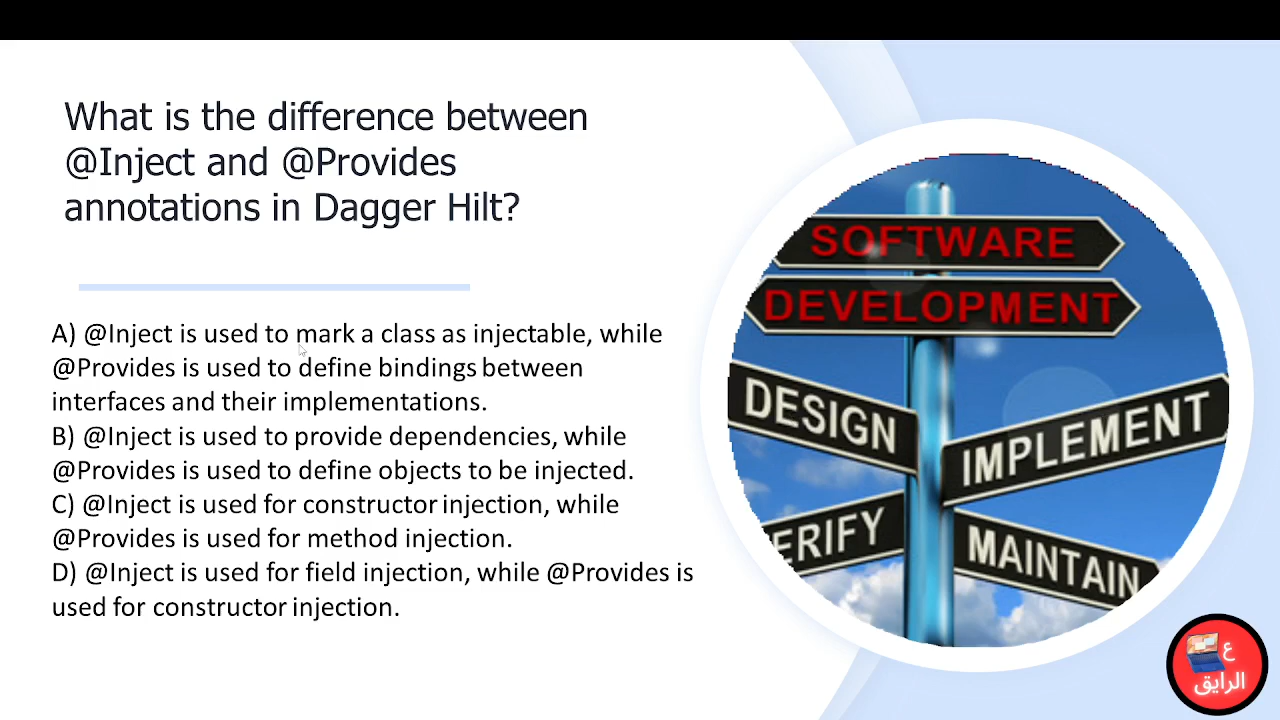 What is the difference between
@Inject and @Provides
annotations in Dagger Hilt?
A) @Inject is used to mark a class as injectable, while
@Provides is used to define bindings between
interfaces and their implementations.
B) @Inject is used to provide dependencies, while
@Provides is used to define objects to be injected.
C) @Inject is used for constructor injection, while
@Provides is used for method injection.
D) @Inject is used for field injection, while @Provides is
used for constructor injection.
SOFTWARE
DEVELOPMENT
DESIGN
IMPLEMENT
ERIFY
MAINTAIN
ع
الرايق